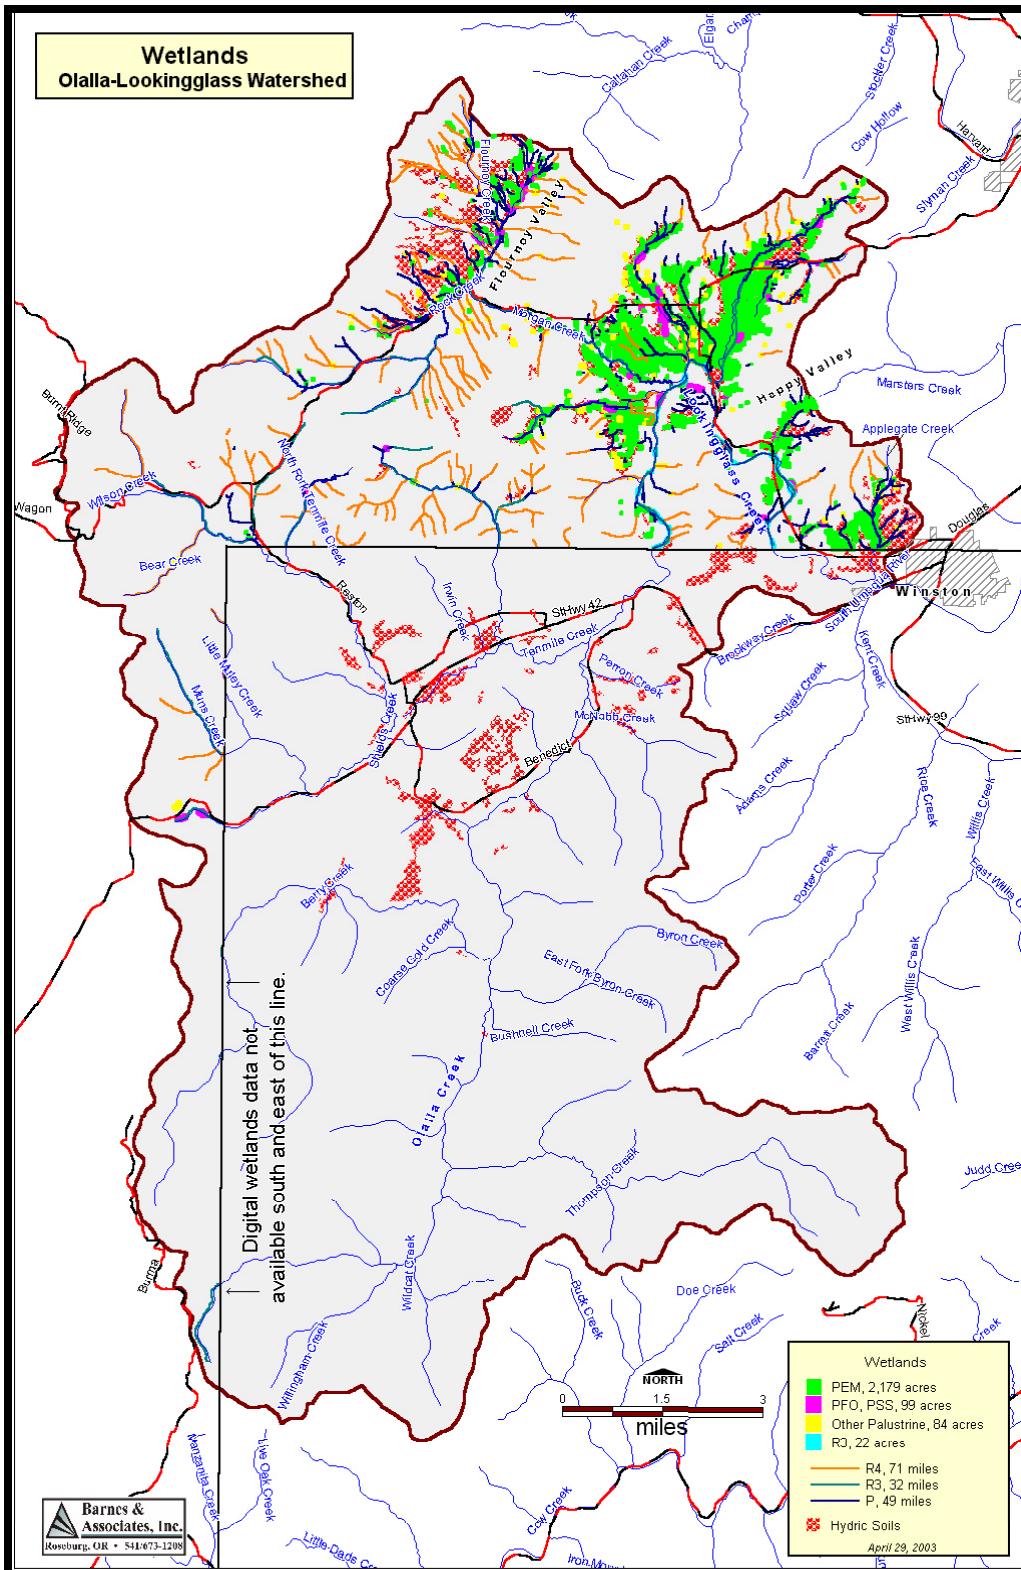 Wetlands
Olalla-Lookingglass Watershed
Callahan Creek
Elgar
Cham
Stocker Creek
Cow Hollow
Harvard
Slyman Creek
Flournoy Creek
Flournoy Valley
Rock Creek
Morgan Creek
Happy Valley
Marsters Creek
Applegate Creek
Lookingglass Creek
Burnt Ridge
Wagon
Wilson Creek
North Fork Tenmile Creek
Bear Creek
Reston
Irwin Creek
StHwy 42
Tenmile Creek
Douglas
Winston
South Umpqua River
Brockway Creek
Kent Creek
Perron Creek
McNabb Creek
Squaw Creek
StHwy 99
Little Muley Creek
Muns Creek
Shields Creek
Benedict
Adams Creek
Rice Creek
Willis Creek
Porter Creek
East Willis C
Berry Creek
Coarse Gold Creek
Byron Creek
East Fork Byron Creek
West Willis Creek
Bushnell Creek
Barrett Creek
Digital wetlands data not
available south and east of this line.
Olalla Creek
Thompson Creek
Judd Cree
Burma
Wildcat Creek
Willingham Creek
Buck Creek
Doe Creek
Salt Creek
Nickel
Creek
NORTH
0 1.5 3
miles
Wetlands
PEM, 2,179 acres
PFO, PSS, 99 acres
Other Palustrine, 84 acres
R3, 22 acres
R4, 71 miles
R3, 32 miles
P, 49 miles
Hydric Soils
April 29, 2003
Manzanita Creek
Live Oak Creek
Cow Creek
Little Dads Cr
Iron Mou
Barnes &
Associates, Inc.
Roseburg, OR • 541/673-1208